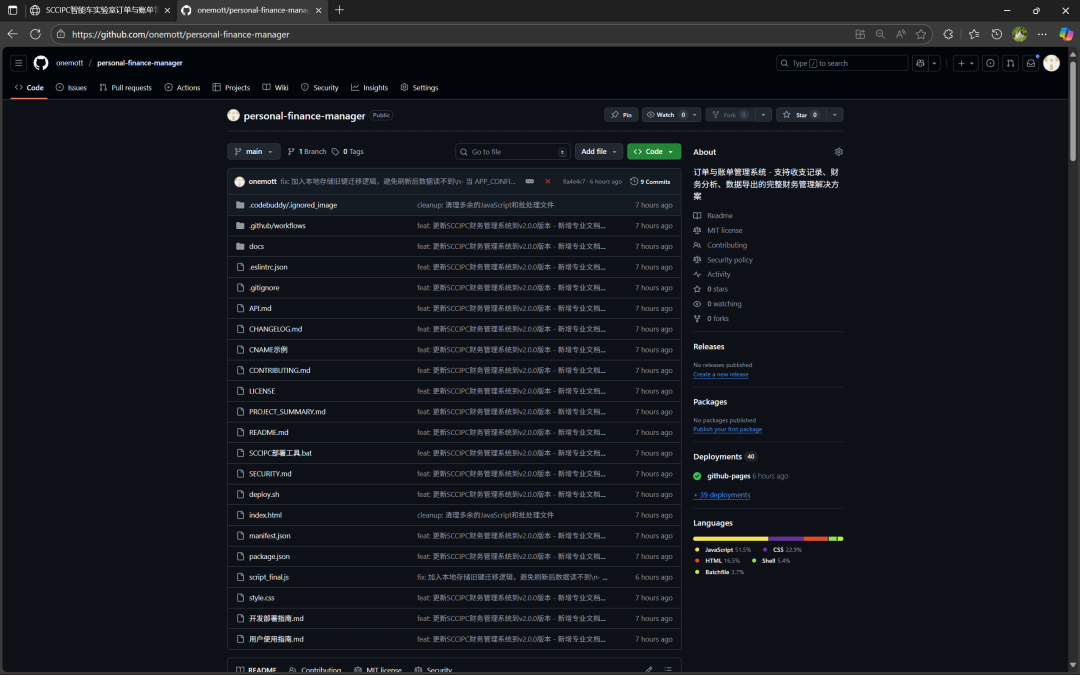 SCCIPC智能车实验室订单与账单
onemott/personal-finance-mana
https://github.com/onemott/personal-finance-manager
onemott / personal-finance-manager
Type / to search
Code
Issues
Pull requests
Actions
Projects
Wiki
Security
Insights
Settings
personal-finance-manager Public
Pin
Watch 0
Fork 0
Star 0
main
1 Branch
0 Tags
Go to file t
Add file
Code
onemott fix: 加入本地存储旧键迁移逻辑，避免刷新后数据读不到\n- 当 APP_CONFI... 8a4e4c7 · 6 hours ago 9 Commits
.codebuddy/.ignored_image cleanup: 清理多余的JavaScript和批处理文件 7 hours ago
.github/workflows feat: 更新SCCIPC财务管理系统到v2.0.0版本 - 新增专业文档... 7 hours ago
docs feat: 更新SCCIPC财务管理系统到v2.0.0版本 - 新增专业文档... 7 hours ago
.eslintrc.json feat: 更新SCCIPC财务管理系统到v2.0.0版本 - 新增专业文档... 7 hours ago
.gitignore feat: 更新SCCIPC财务管理系统到v2.0.0版本 - 新增专业文档... 7 hours ago
API.md feat: 更新SCCIPC财务管理系统到v2.0.0版本 - 新增专业文档... 7 hours ago
CHANGELOG.md feat: 更新SCCIPC财务管理系统到v2.0.0版本 - 新增专业文档... 7 hours ago
CNAME示例 feat: 更新SCCIPC财务管理系统到v2.0.0版本 - 新增专业文档... 7 hours ago
CONTRIBUTING.md feat: 更新SCCIPC财务管理系统到v2.0.0版本 - 新增专业文档... 7 hours ago
LICENSE feat: 更新SCCIPC财务管理系统到v2.0.0版本 - 新增专业文档... 7 hours ago
PROJECT_SUMMARY.md feat: 更新SCCIPC财务管理系统到v2.0.0版本 - 新增专业文档... 7 hours ago
README.md feat: 更新SCCIPC财务管理系统到v2.0.0版本 - 新增专业文档... 7 hours ago
SCCIPC部署工具.bat feat: 更新SCCIPC财务管理系统到v2.0.0版本 - 新增专业文档... 7 hours ago
SECURITY.md feat: 更新SCCIPC财务管理系统到v2.0.0版本 - 新增专业文档... 7 hours ago
deploy.sh feat: 更新SCCIPC财务管理系统到v2.0.0版本 - 新增专业文档... 7 hours ago
index.html cleanup: 清理多余的JavaScript和批处理文件 7 hours ago
manifest.json feat: 更新SCCIPC财务管理系统到v2.0.0版本 - 新增专业文档... 7 hours ago
package.json feat: 更新SCCIPC财务管理系统到v2.0.0版本 - 新增专业文档... 7 hours ago
script_final.js fix: 加入本地存储旧键迁移逻辑，避免刷新后数据读不到\n- ... 6 hours ago
style.css feat: 更新SCCIPC财务管理系统到v2.0.0版本 - 新增专业文档... 7 hours ago
开发部署指南.md feat: 更新SCCIPC财务管理系统到v2.0.0版本 - 新增专业文档... 7 hours ago
用户使用指南.md feat: 更新SCCIPC财务管理系统到v2.0.0版本 - 新增专业文档... 7 hours ago
README
Contributing
MIT license
Security
About
订单与账单管理系统 - 支持收支记录、财
务分析、数据导出的完整财务管理解决方
案
Readme
MIT license
Contributing
Security policy
Activity
0 stars
0 watching
0 forks
Releases
No releases published
Create a new release
Packages
No packages published
Publish your first package
Deployments 40
github-pages 6 hours ago
+ 39 deployments
Languages
JavaScript 51.5% CSS 22.9%
HTML 16.5% Shell 5.4%
Batchfile 3.7%